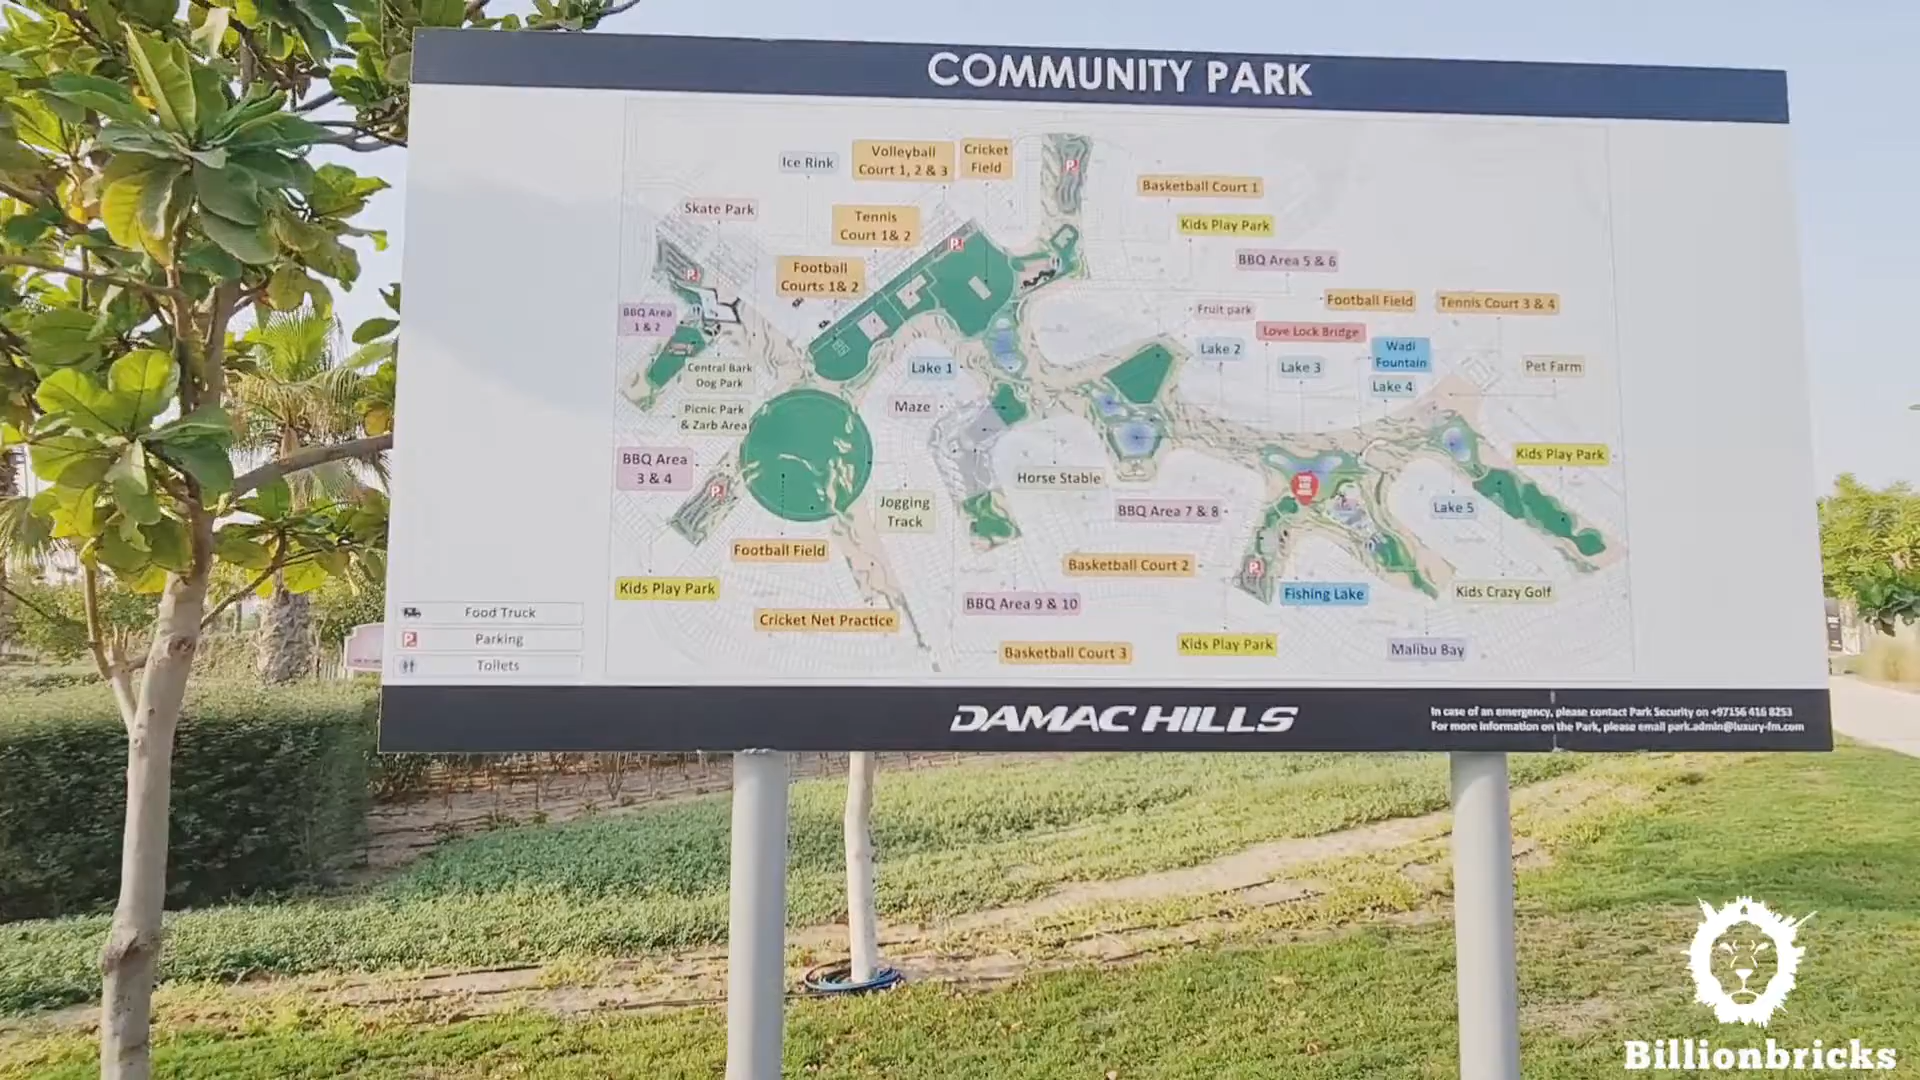 COMMUNITY PARK
Ice Rink
Volleyball
Court 1, 2 & 3
Cricket
Field
Basketball Court 1
Skate Park
Tennis
Court 1& 2
Kids Play Park
BBQ Area 5 & 6
Football
Courts 1& 2
Fruit park
Football Field
Tennis Court 3 & 4
BBQ Area
1 & 2
Love Lock Bridge
Lake 2
Wadi
Fountain
Central Bark
Dog Park
Lake 1
Lake 3
Lake 4
Pet Farm
Picnic Park
& Zarb Area
Maze
BBQ Area
3 & 4
Kids Play Park
Horse Stable
YOU
ARE
HERE
Jogging
Track
BBQ Area 7 & 8
Lake 5
Football Field
Basketball Court 2
Kids Play Park
Fishing Lake
Kids Crazy Golf
BBQ Area 9 & 10
Cricket Net Practice
Basketball Court 3
Kids Play Park
Malibu Bay
Food Truck
P Parking
Toilets
P
P
P
P
P
DAMAC HILLS
In case of an emergency, please contact Park Security on +97156 416 8253
For more information on the Park, please email park.admin@luxury-fm.com
Billionbricks